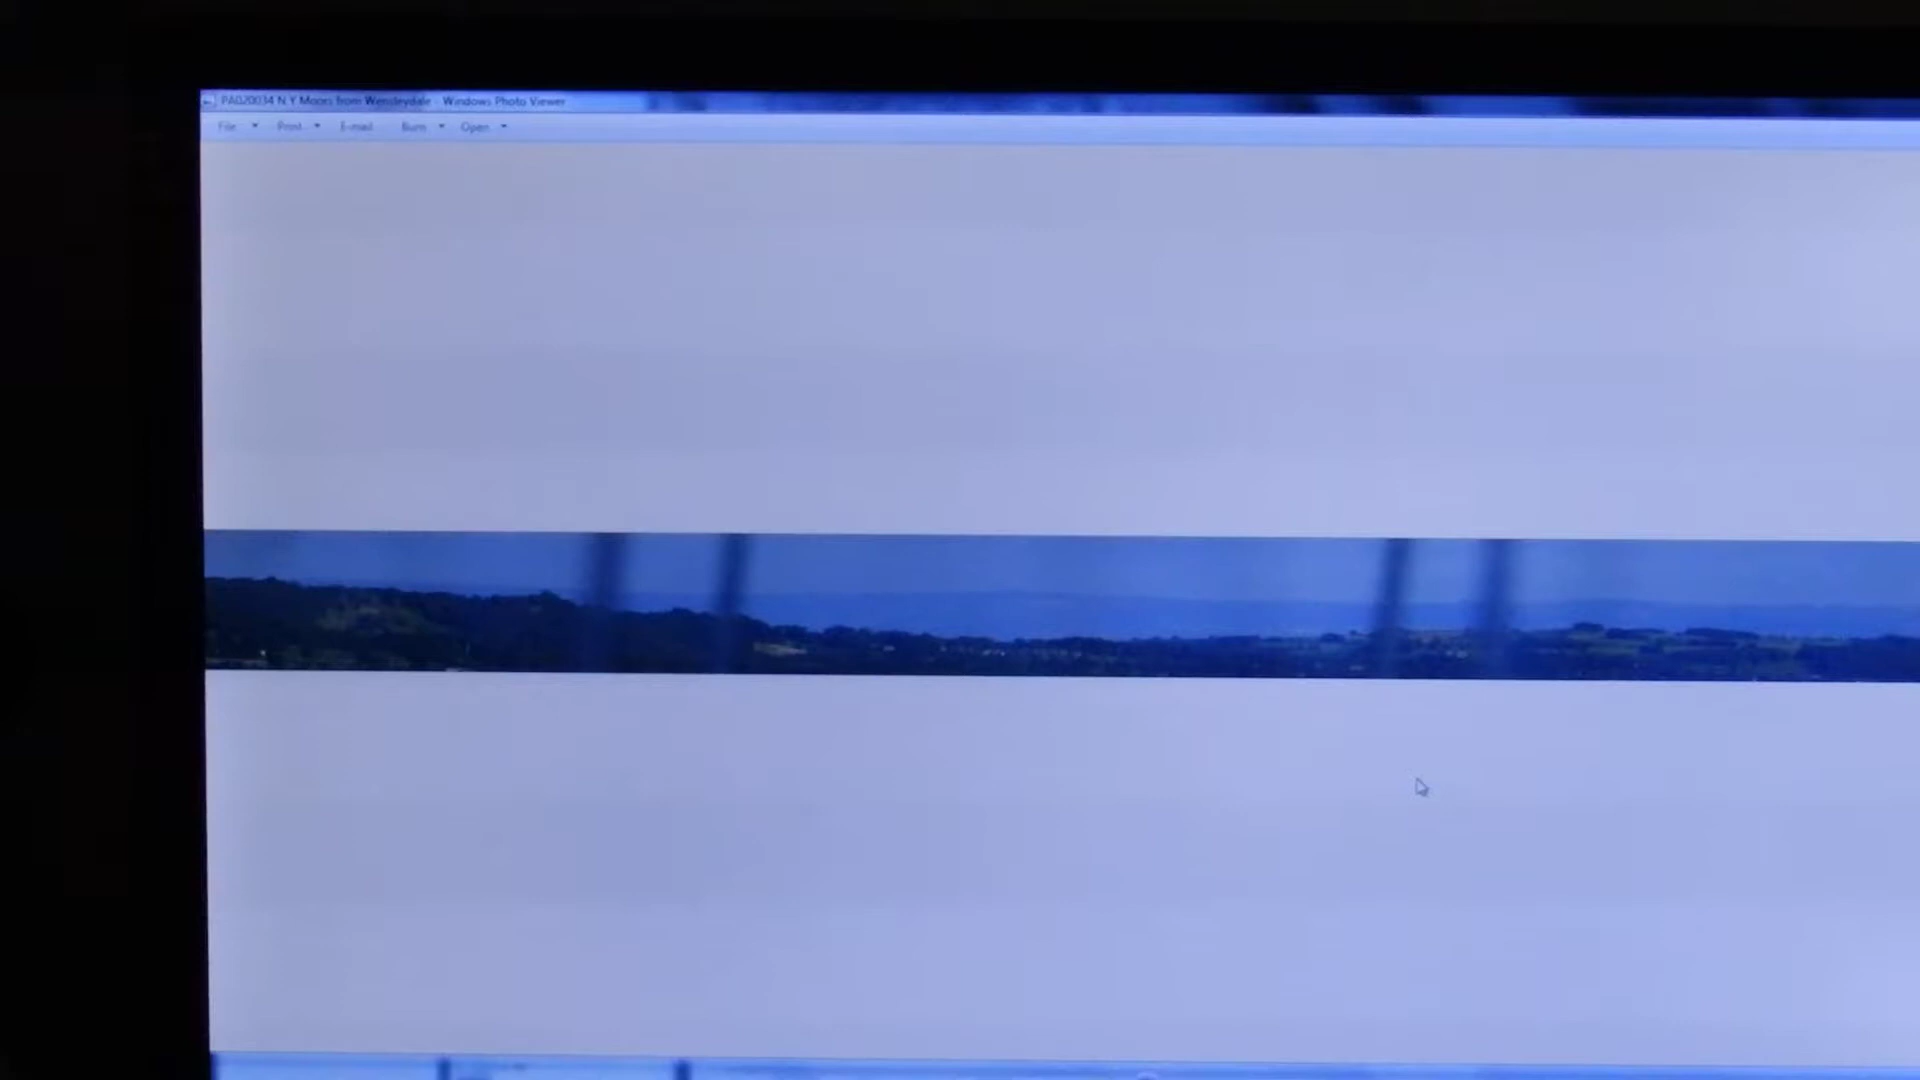 PA020034 N Y Moors from Wensleydale - Windows Photo Viewer
File Print E-mail Burn Open